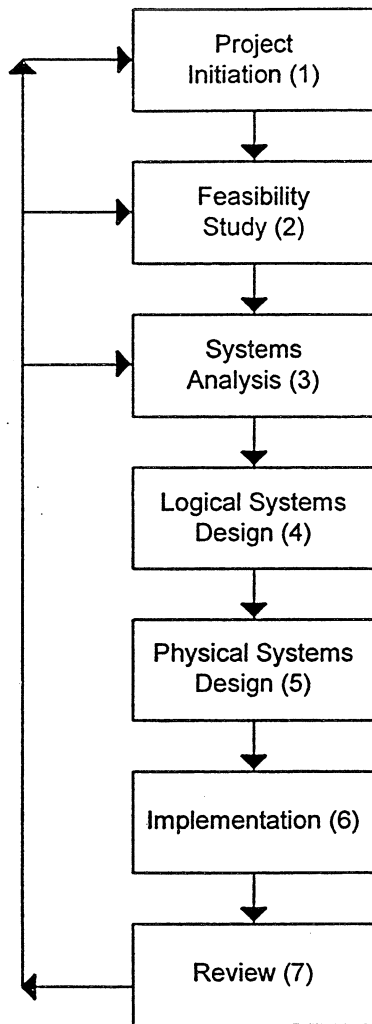 Project
Initiation (1)
Feasibility
Study (2)
Systems
Analysis (3)
Logical Systems
Design (4)
Physical Systems
Design (5)
Implementation (6)
Review (7)